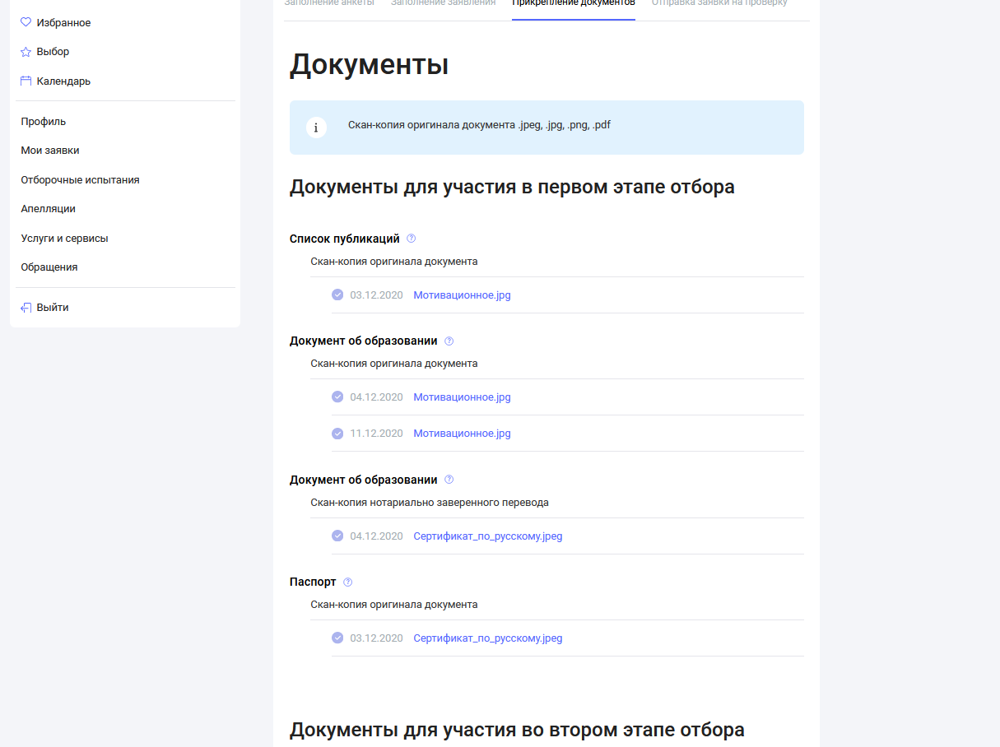 Избранное
Выбор
Календарь
Профиль
Мои заявки
Отборочные испытания
Апелляции
Услуги и сервисы
Обращения
Выйти
Заполнение анкеты Заполнение заявления Прикрепление документов Отправка заявки на проверку
Документы
i Скан-копия оригинала документа .jpeg, .jpg, .png, .pdf
Документы для участия в первом этапе отбора
Список публикаций ?
Скан-копия оригинала документа
03.12.2020 Мотивационное.jpg
Документ об образовании ?
Скан-копия оригинала документа
04.12.2020 Мотивационное.jpg
11.12.2020 Мотивационное.jpg
Документ об образовании ?
Скан-копия нотариально заверенного перевода
04.12.2020 Сертификат_по_русскому.jpeg
Паспорт ?
Скан-копия оригинала документа
03.12.2020 Сертификат_по_русскому.jpeg
Документы для участия во втором этапе отбора